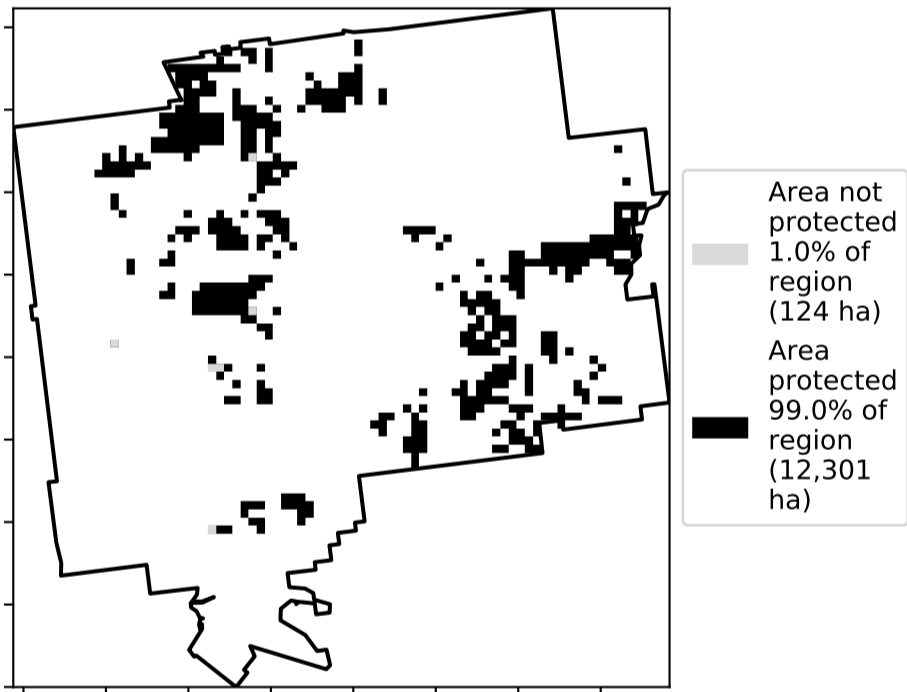 Area not
protected
1.0% of
region
(124 ha)
Area
protected
99.0% of
region
(12,301
ha)